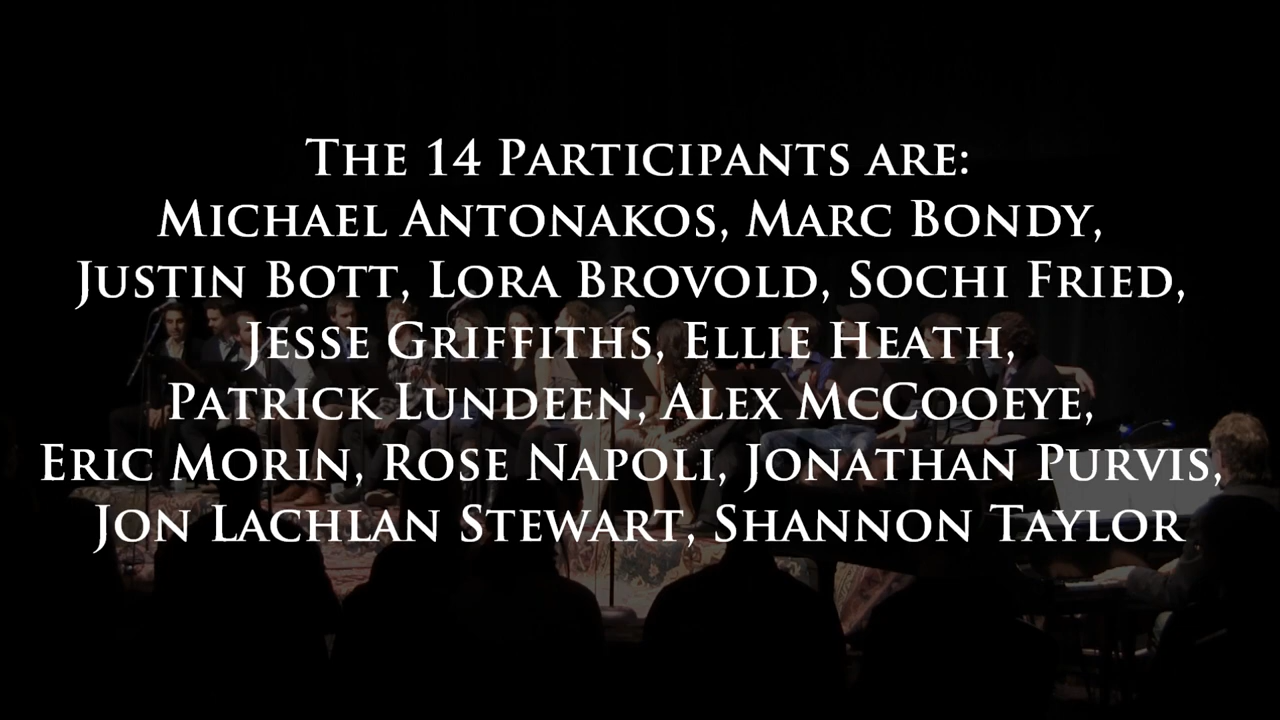 The 14 Participants are:
Michael Antonakos, Marc Bondy,
Justin Bott, Lora Brovold, Sochi Fried,
Jesse Griffiths, Ellie Heath,
Patrick Lundeen, Alex McCooeye,
Eric Morin, Rose Napoli, Jonathan Purvis,
Jon Lachlan Stewart, Shannon Taylor